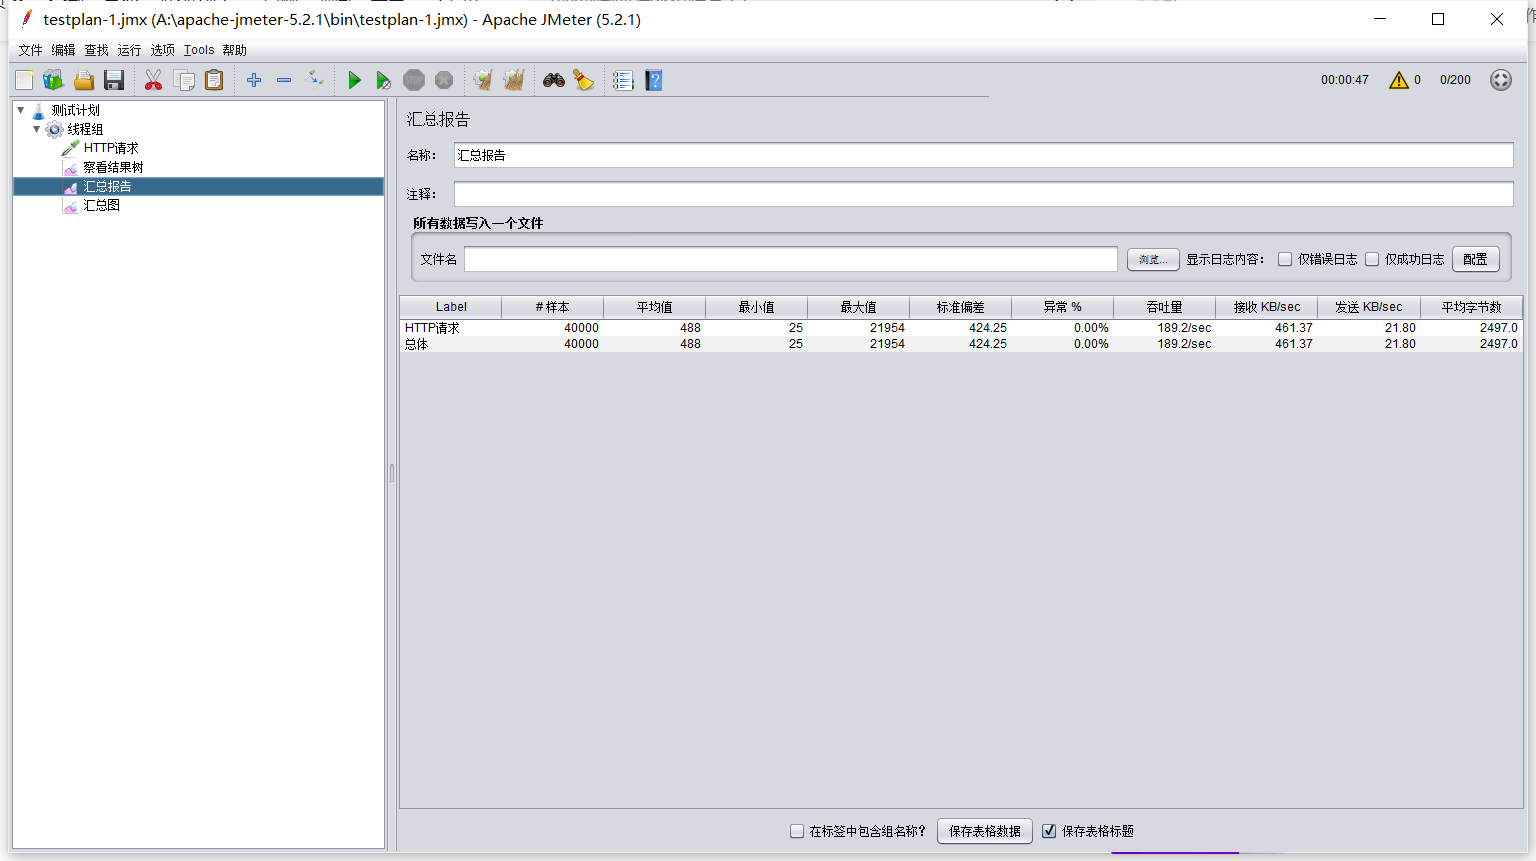 testplan-1.jmx (A:\apache-jmeter-5.2.1\bin\testplan-1.jmx) - Apache JMeter (5.2.1)
文件 编辑 查找 运行 选项 Tools 帮助
STOP 00:00:47 0 0/200
测试计划
线程组
HTTP请求
察看结果树
汇总报告
汇总图
汇总报告
名称: 汇总报告
注释:
所有数据写入一个文件
文件名 浏览... 显示日志内容: 仅错误日志 仅成功日志 配置
Label # 样本 平均值 最小值 最大值 标准偏差 异常 % 吞吐量 接收 KB/sec 发送 KB/sec 平均字节数
HTTP请求 40000 488 25 21954 424.25 0.00% 189.2/sec 461.37 21.80 2497.0
总体 40000 488 25 21954 424.25 0.00% 189.2/sec 461.37 21.80 2497.0
在标签中包含组名称? 保存表格数据 保存表格标题